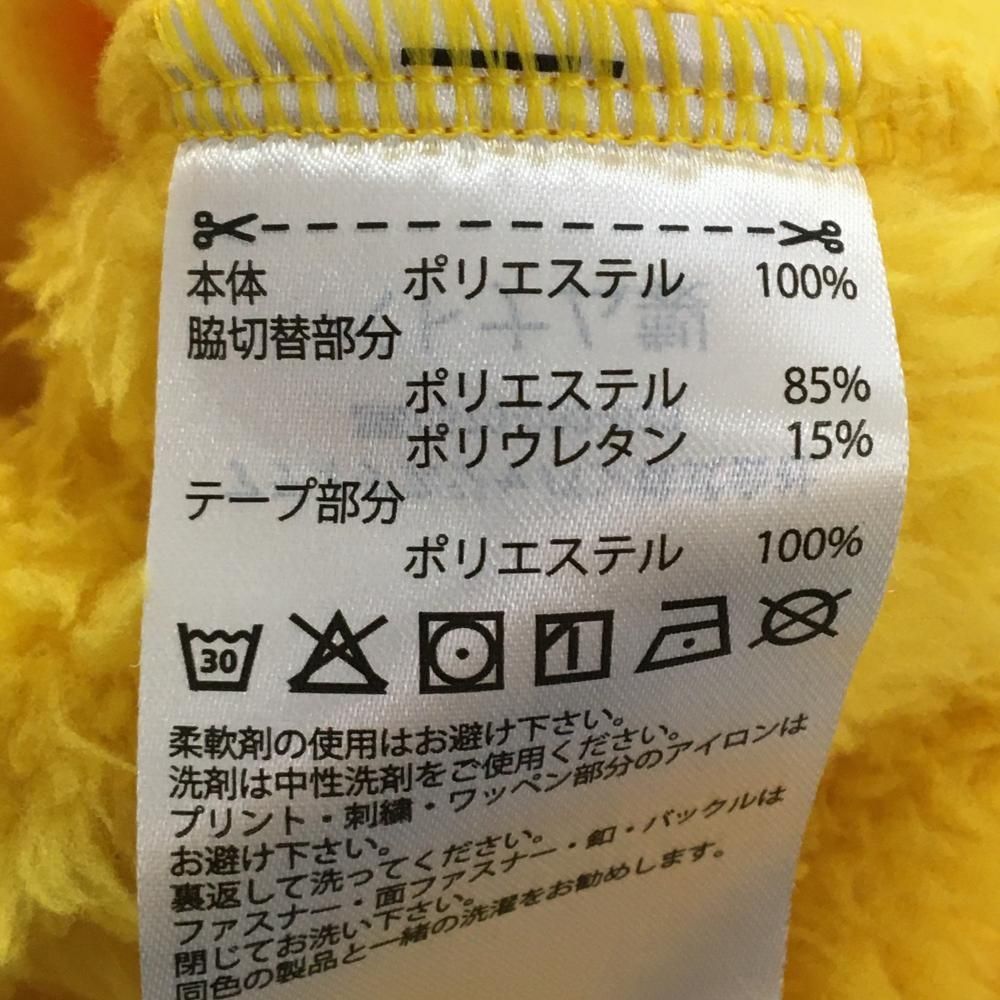 本体 ポリエステル 100%
脇切替部分
ポリエステル 85%
ポリウレタン 15%
テープ部分
ポリエステル 100%
30
柔軟剤の使用はお避け下さい。
洗剤は中性洗剤をご使用ください。
プリント・刺繍・ワッペン部分のアイロンは
お避け下さい。
裏返して洗ってください。
ファスナー・面ファスナー・釦・バックルは
閉じてお洗い下さい。
同色の製品と一緒の洗濯をお勧めします。